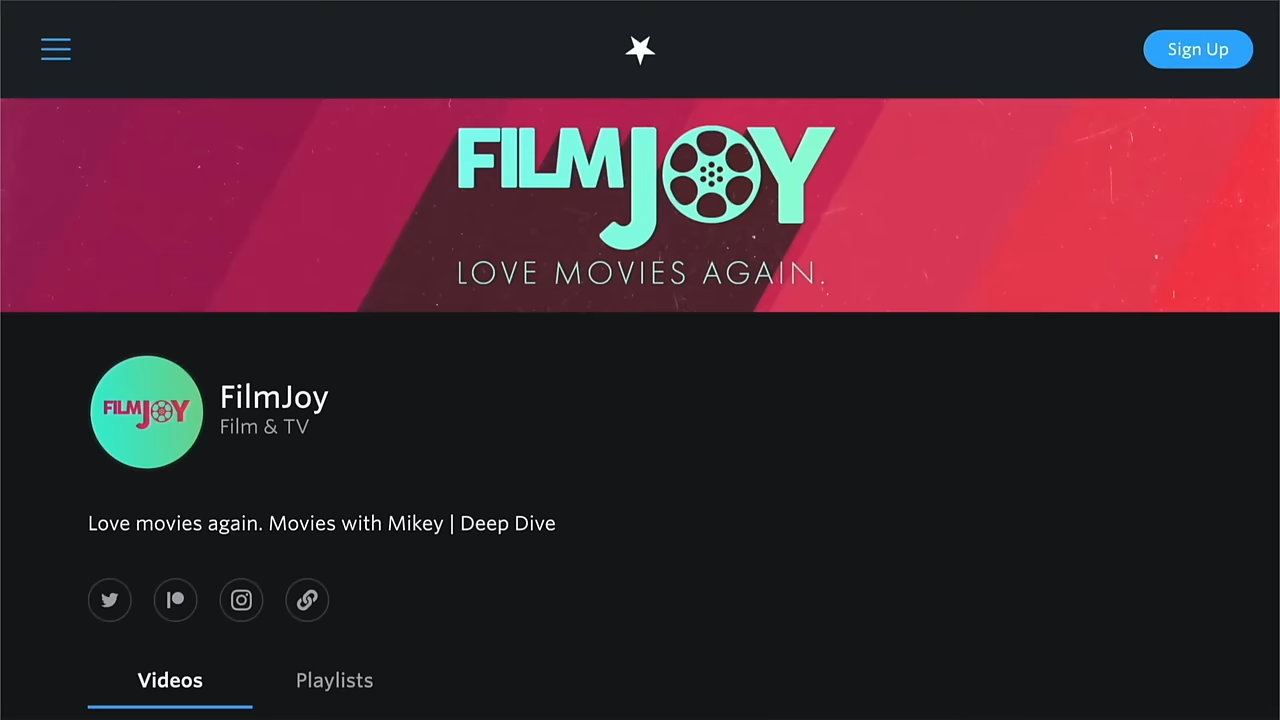 Sign Up
FILMJOY
LOVE MOVIES AGAIN.
FILMJOY
FilmJoy
Film & TV
Love movies again. Movies with Mikey | Deep Dive
Videos Playlists